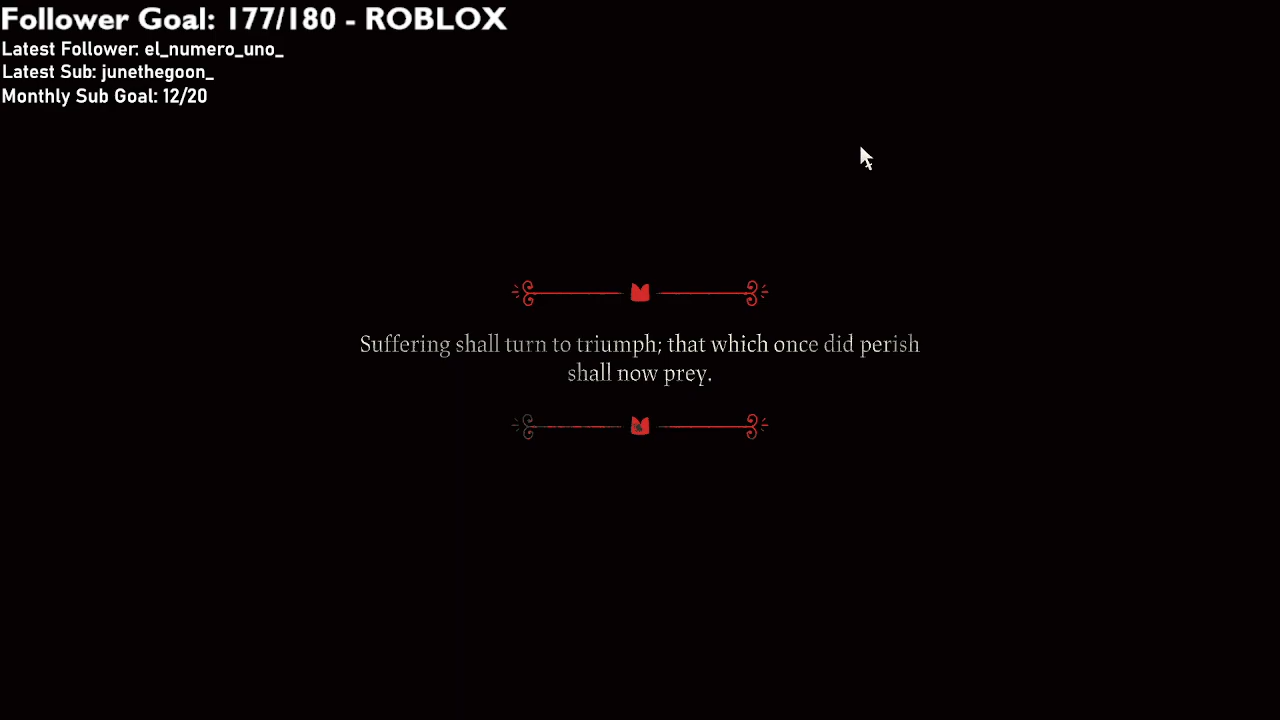 Follower Goal: 177/180 - ROBLOX
Latest Follower: el_numero_uno_
Latest Sub: junethegoon_
Monthly Sub Goal: 12/20
Suffering shall turn to triumph; that which once did perish
shall now prey.